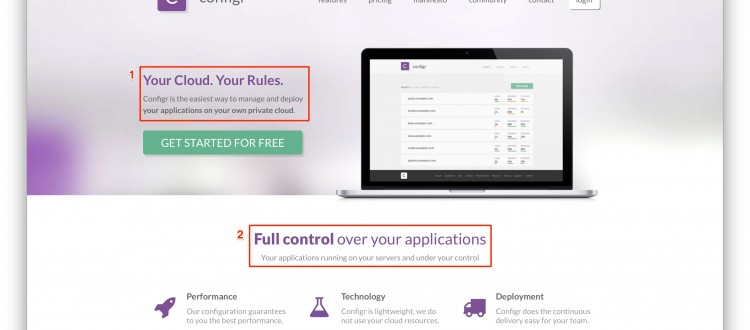 C configr features pricing manifesto community contact login
1
Your Cloud. Your Rules.
Configr is the easiest way to manage and deploy
your applications on your own private cloud.
GET STARTED FOR FREE
C configr
2
Full control over your applications
Your applications running on your servers and under your control
Performance
Our configuration guarantees
to you the best performance.
Technology
Configr is lightweight, we do
not use your cloud resources.
Deployment
Configr does the continuous
delivery easy for your team.